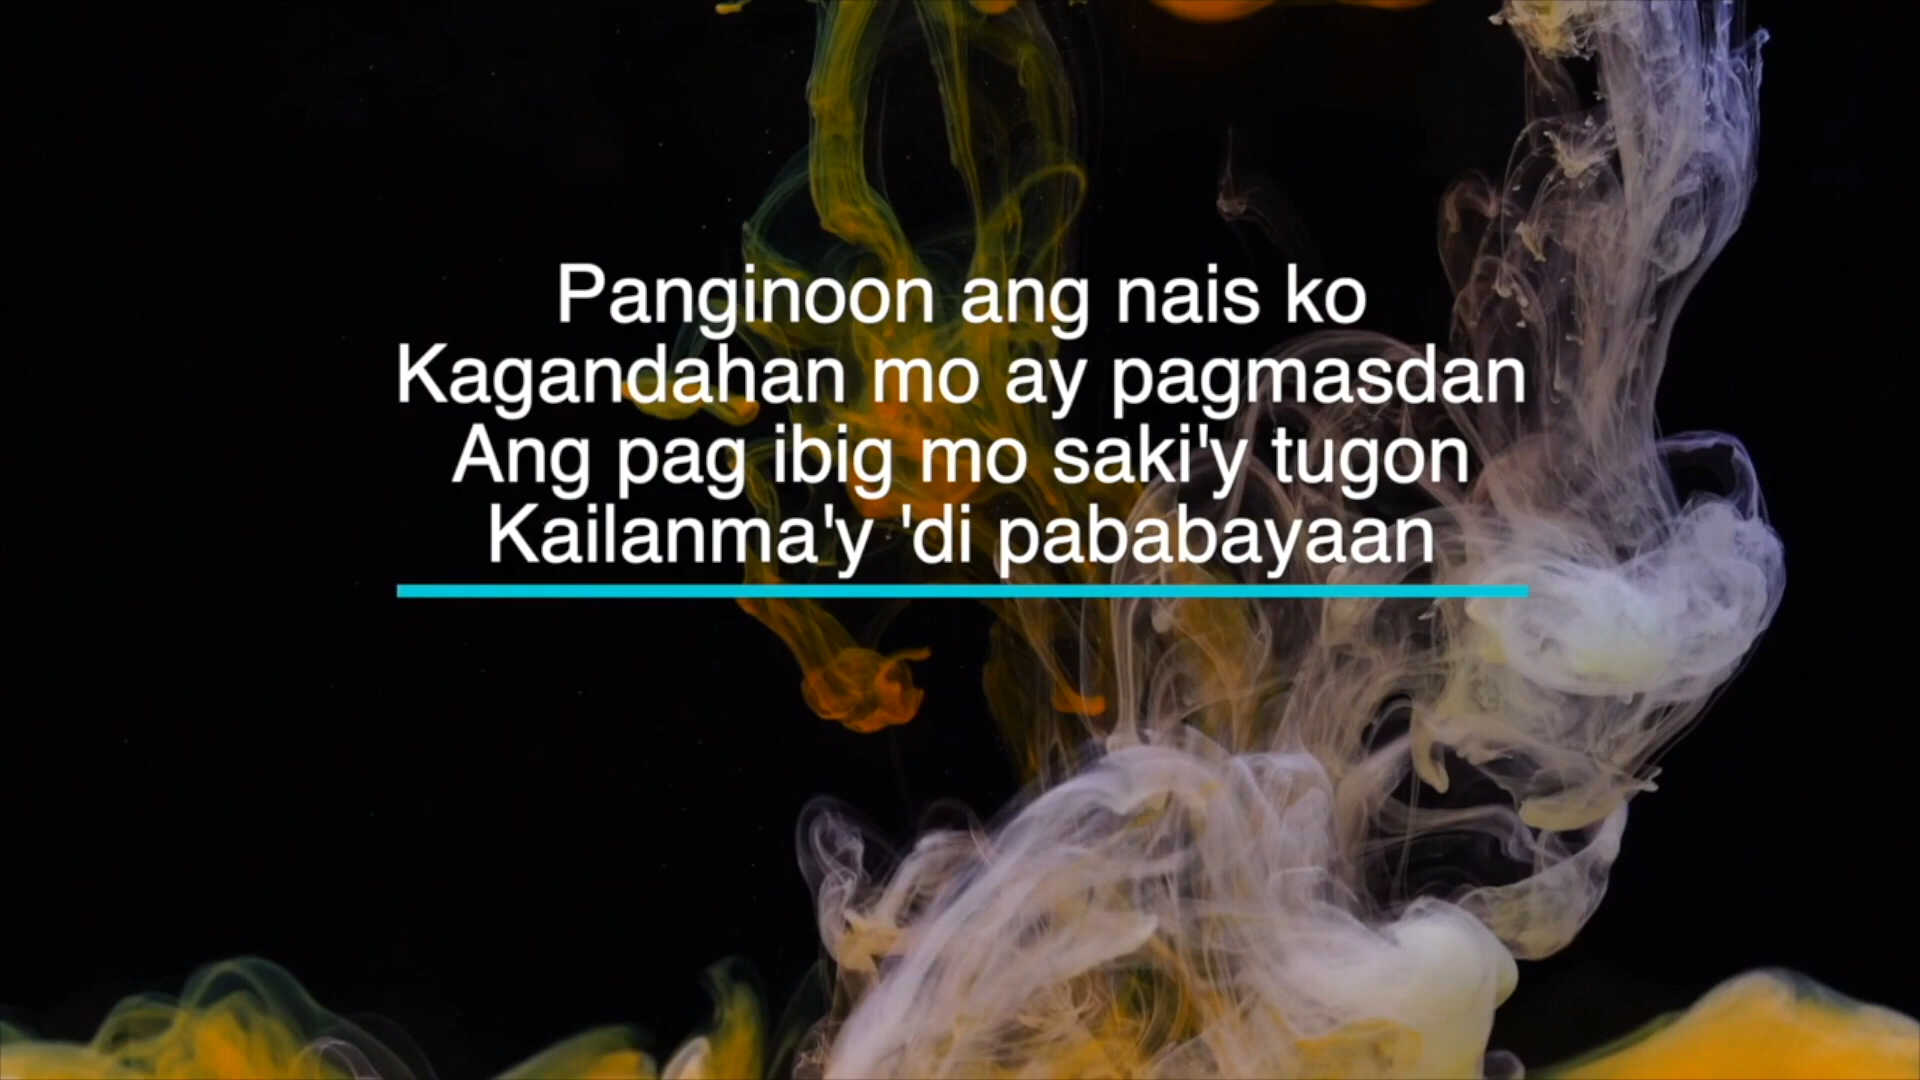 Panginoon ang nais ko
Kagandahan mo ay pagmasdan
Ang pag ibig mo saki'y tugon
Kailanma'y 'di pababayaan